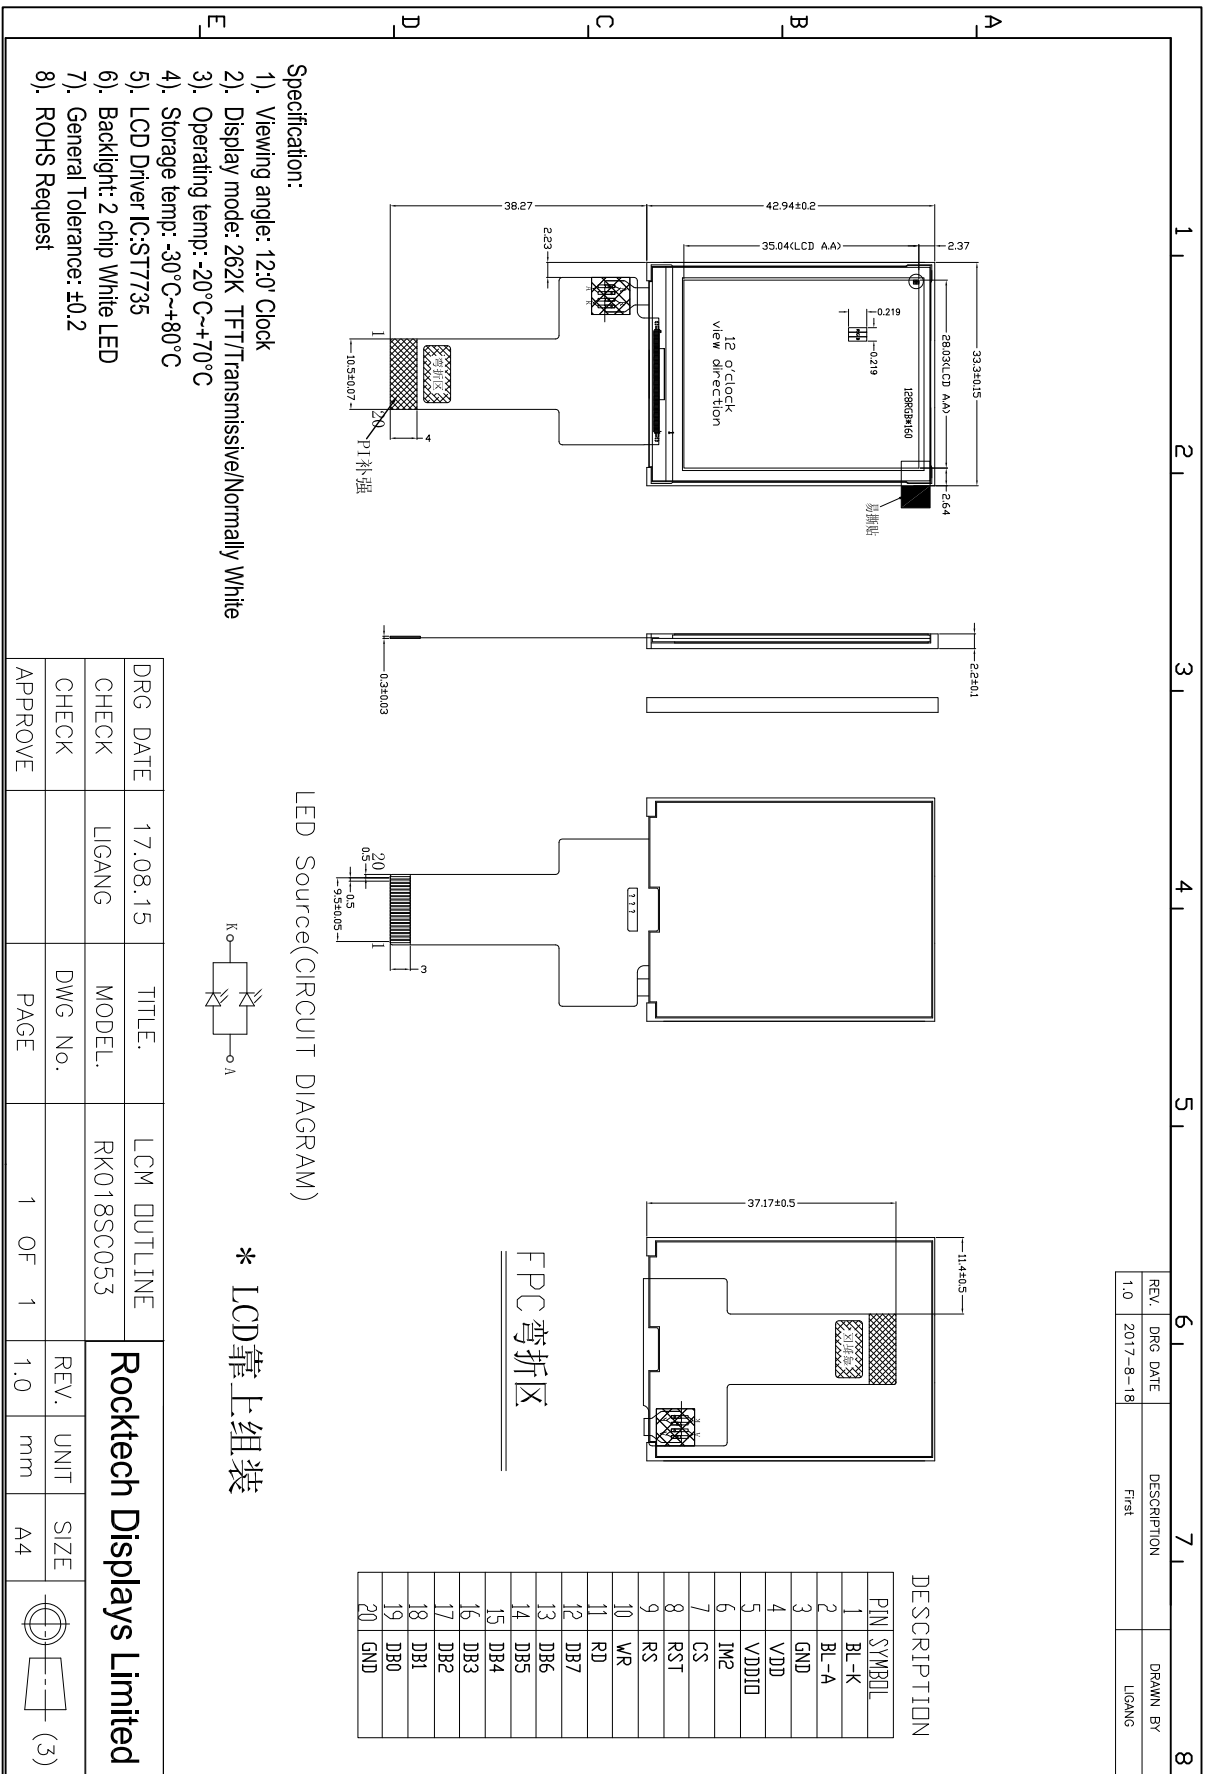 1 2 3 4 5 6 7 8
A
B
C
D
E
REV. DRG DATE DESCRIPTION DRAWN BY
1.0 2017-8-18 First LIGANG
33.3±0.15
28.03(LCD A.A)
2.64
2.37
42.94±0.2
35.04(LCD A.A)
38.27
2.23
0.219
0.219
128RGB*160
12 o'clock
view direction
易撕贴
弯折区
1
20
10.5±0.07
4
PI补强
2.2±0.1
0.3±0.03
? ? ?
20
1
0.5
0.5
9.5±0.05
3
11.4±0.5
37.17±0.5
弯折区
FPC弯折区
DESCRIPTION
PIN SYMBOL
1 BL-K
2 BL-A
3 GND
4 VDD
5 VDDIO
6 IM2
7 CS
8 RST
9 RS
10 WR
11 RD
12 DB7
13 DB6
14 DB5
15 DB4
16 DB3
17 DB2
18 DB1
19 DB0
20 GND
Specification:
1). Viewing angle: 12:0' Clock
2). Display mode: 262K TFT/Transmissive/Normally White
3). Operating temp: -20°C~+70°C
4). Storage temp: -30°C~+80°C
5). LCD Driver IC:ST7735
6). Backlight: 2 chip White LED
7). General Tolerance: ±0.2
8). ROHS Request
LED Source(CIRCUIT DIAGRAM)
K A
* LCD靠上组装
DRG DATE 17.08.15 TITLE. LCM OUTLINE
CHECK LIGANG MODEL. RK018SC053
CHECK DWG No.
APPROVE PAGE 1 OF 1
Rocktech Displays Limited
REV. UNIT SIZE
1.0 mm A4
(3)